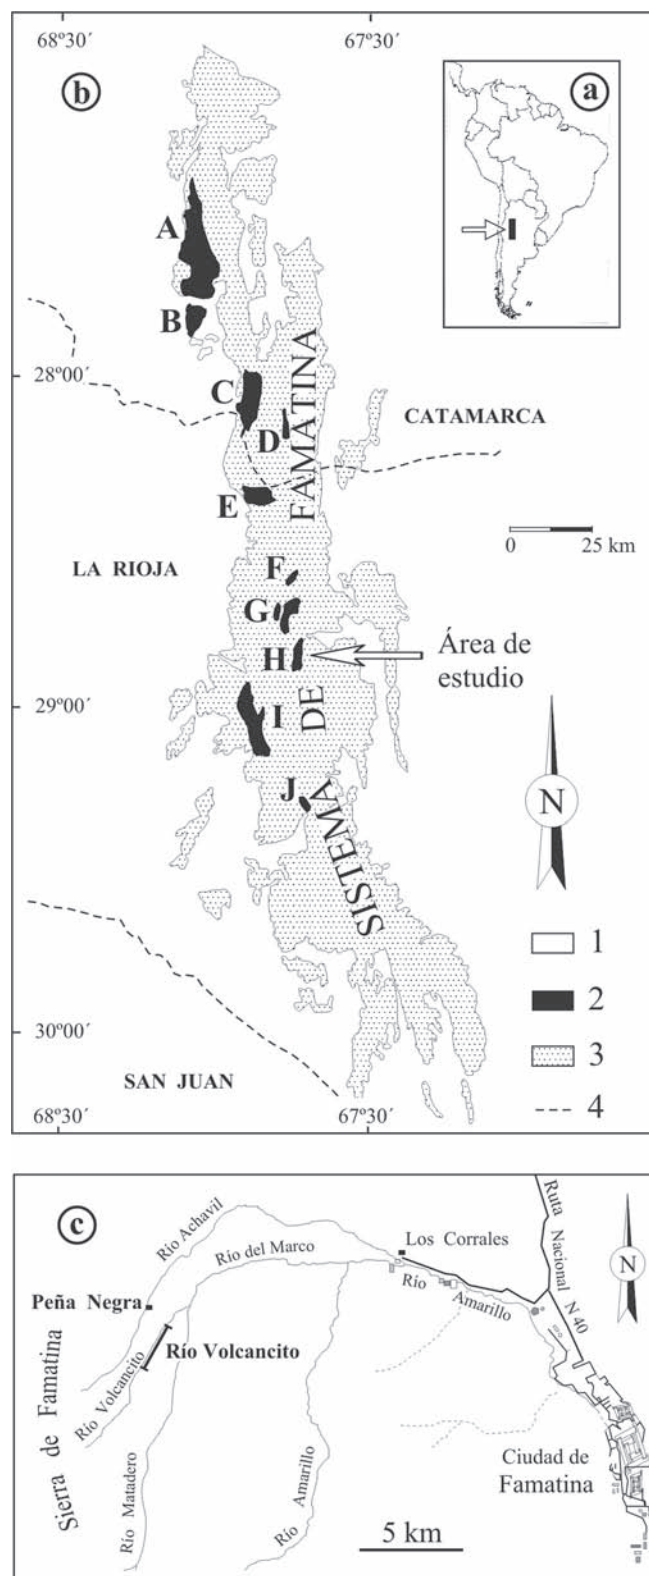 68º30´
67º30´
b
a
A
B
28º00´
C
D
CATAMARCA
E
0
25 km
LA RIOJA
F
G
H
Área de
estudio
29º00´
I
J
SISTEMA DE FAMATINA
N
1
2
3
4
30º00´
SAN JUAN
68º30´
67º30´
c
Río Achavil
Río del Marco
Los Corrales
Ruta Nacional N 40
N
Río Amarillo
Peña Negra
Río Volcancito
Río Volcancito
Sierra de Famatina
Río Matadero
Río Amarillo
Ciudad de
Famatina
5 km